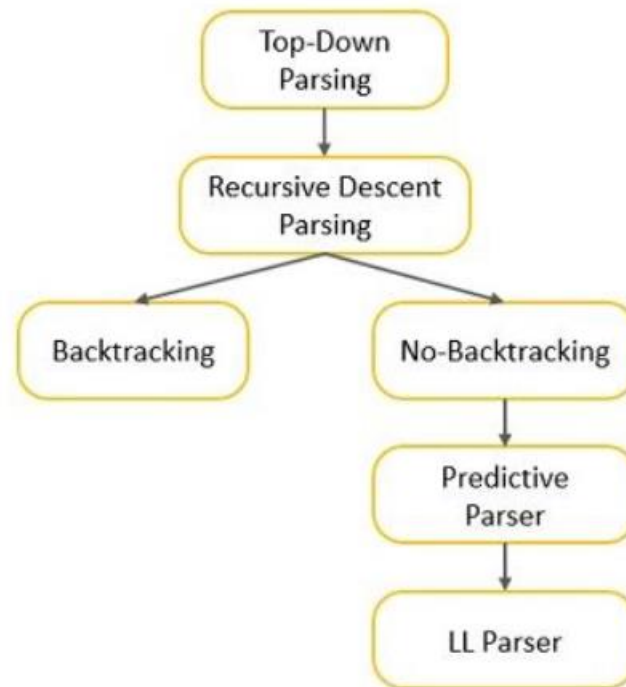 Top-Down
Parsing
Recursive Descent
Parsing
Backtracking
No-Backtracking
Predictive
Parser
LL Parser